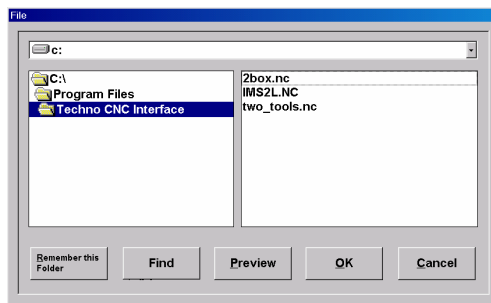 File
c:
C:\
Program Files
Techno CNC Interface
2box.nc
IMS2L.NC
two_tools.nc
Remember this
Folder
Find
Preview
OK
Cancel